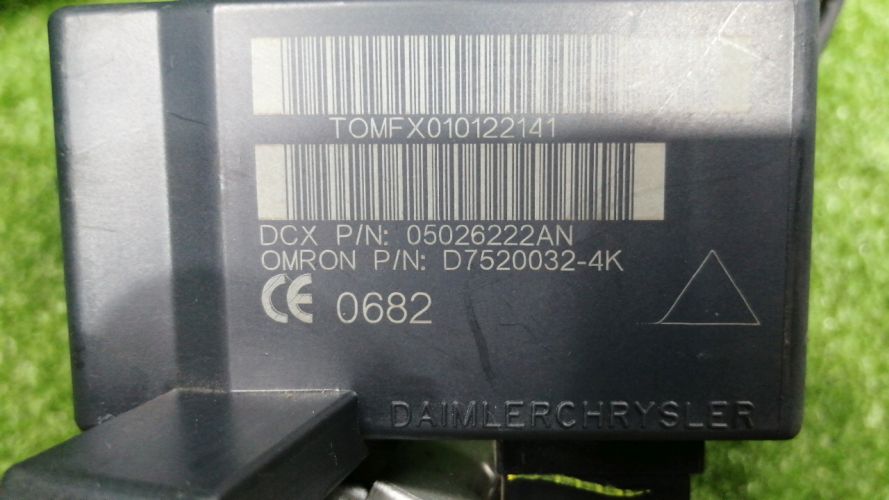 TOMFX010122141
DCX P/N: 05026222AN
OMRON P/N: D7520032-4K
CE 0682
DAIMLERCHRYSLER